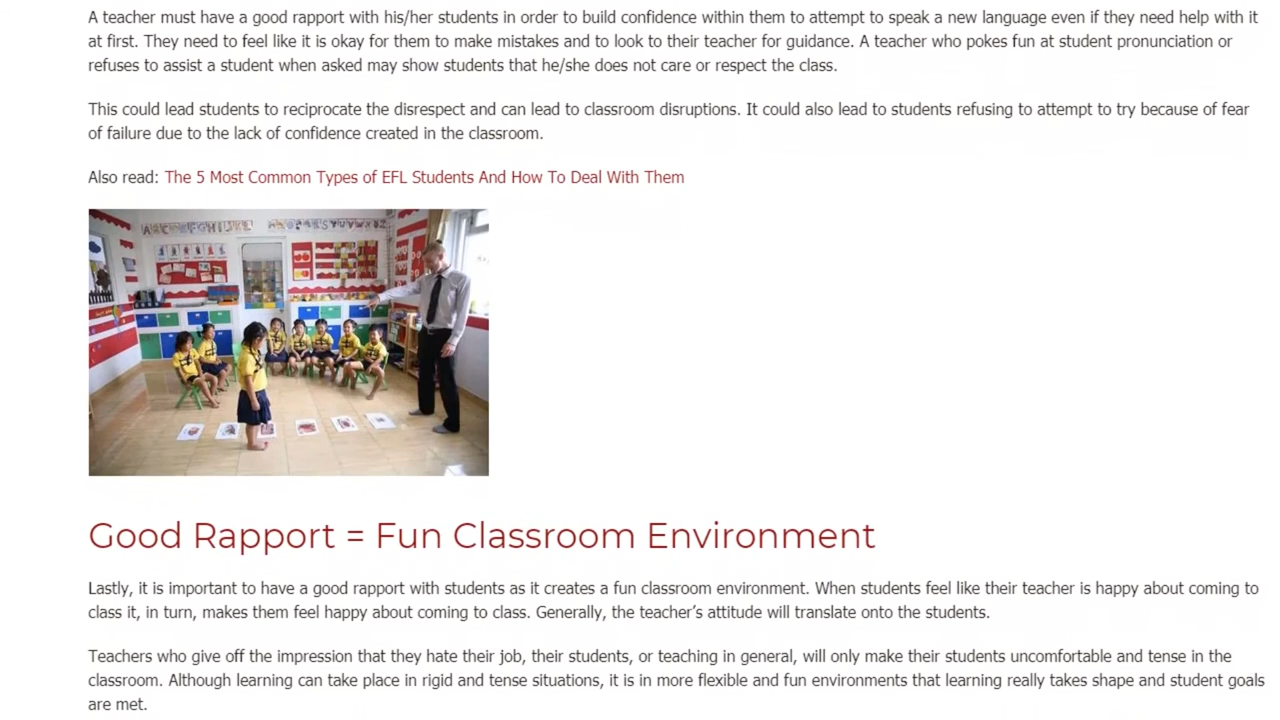 A teacher must have a good rapport with his/her students in order to build confidence within them to attempt to speak a new language even if they need help with it
at first. They need to feel like it is okay for them to make mistakes and to look to their teacher for guidance. A teacher who pokes fun at student pronunciation or
refuses to assist a student when asked may show students that he/she does not care or respect the class.
This could lead students to reciprocate the disrespect and can lead to classroom disruptions. It could also lead to students refusing to attempt to try because of fear
of failure due to the lack of confidence created in the classroom.
Also read: The 5 Most Common Types of EFL Students And How To Deal With Them
Good Rapport = Fun Classroom Environment
Lastly, it is important to have a good rapport with students as it creates a fun classroom environment. When students feel like their teacher is happy about coming to
class it, in turn, makes them feel happy about coming to class. Generally, the teacher’s attitude will translate onto the students.
Teachers who give off the impression that they hate their job, their students, or teaching in general, will only make their students uncomfortable and tense in the
classroom. Although learning can take place in rigid and tense situations, it is in more flexible and fun environments that learning really takes shape and student goals
are met.